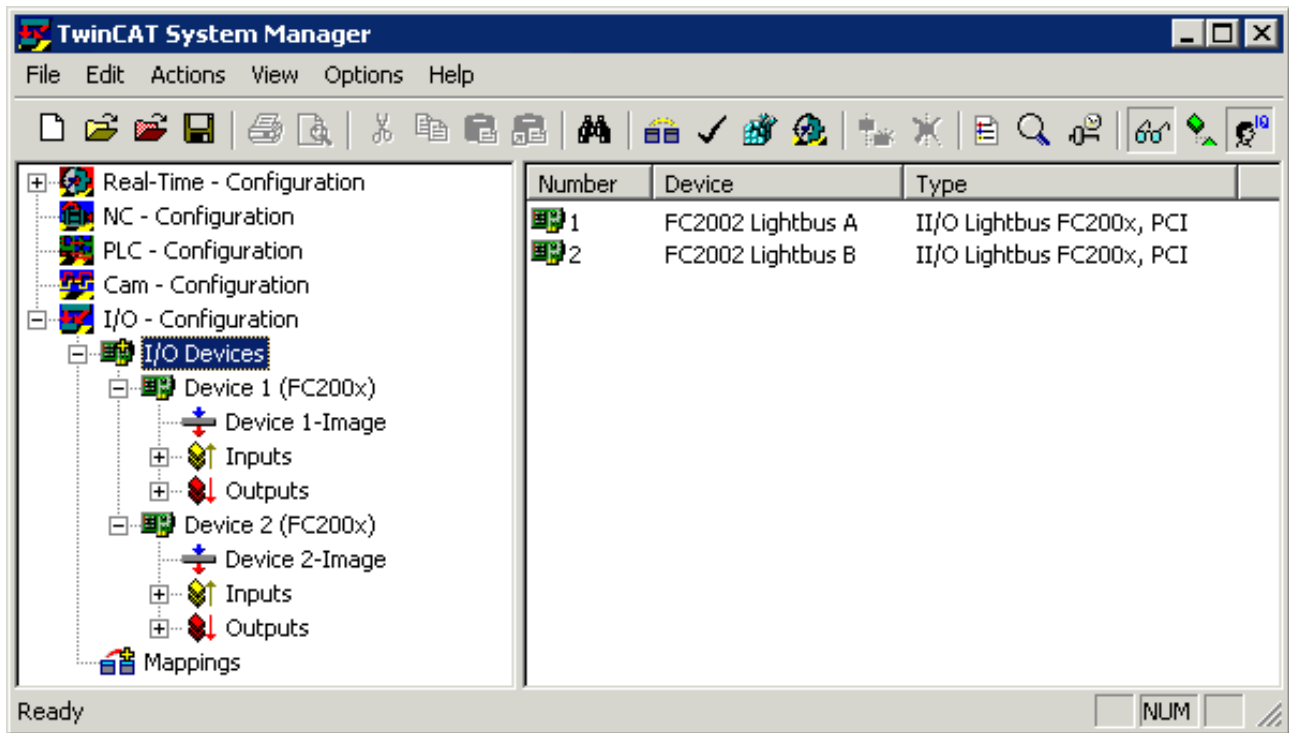 TwinCAT System Manager
File Edit Actions View Options Help
IQ
Real-Time - Configuration
NC - Configuration
PLC - Configuration
Cam - Configuration
I/O - Configuration
I/O Devices
Device 1 (FC200x)
Device 1-Image
Inputs
Outputs
Device 2 (FC200x)
Device 2-Image
Inputs
Outputs
Mappings
Number Device Type
1 FC2002 Lightbus A II/O Lightbus FC200x, PCI
2 FC2002 Lightbus B II/O Lightbus FC200x, PCI
Ready NUM